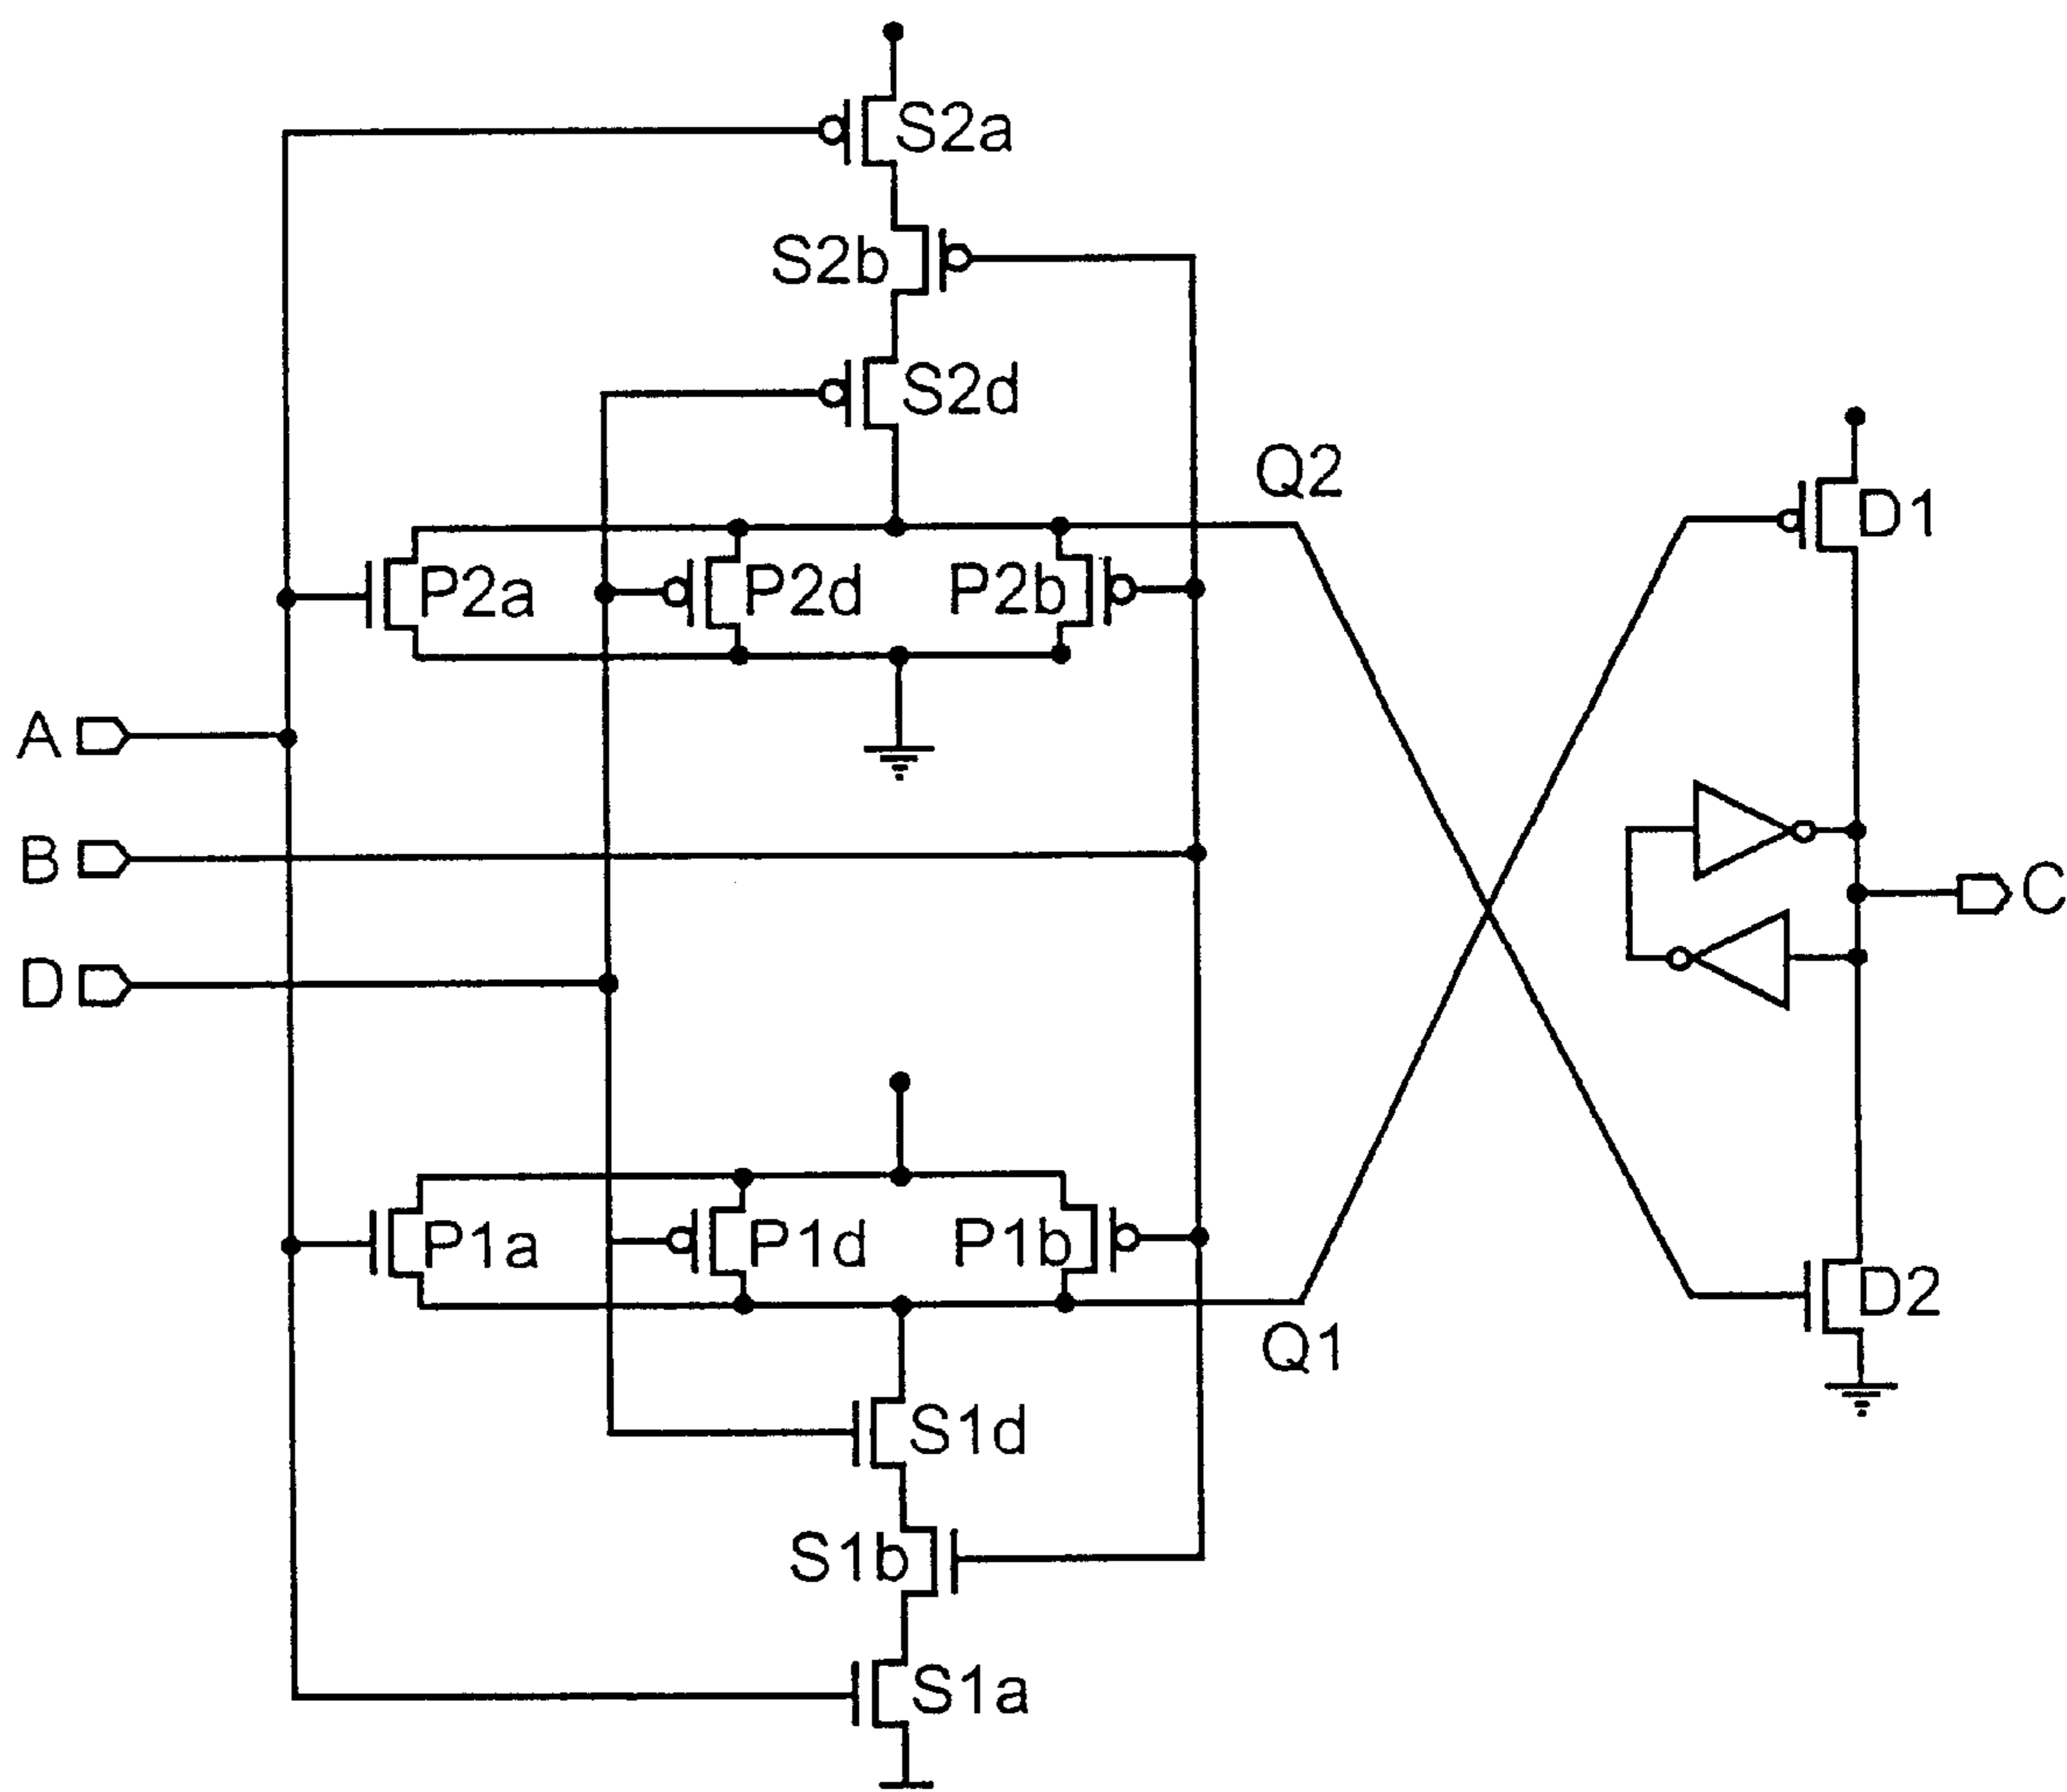 S2a
S2b
S2d
Q2
D1
P2a
P2d
P2b
A
B
C
D
P1a
P1d
P1b
D2
Q1
S1d
S1b
S1a